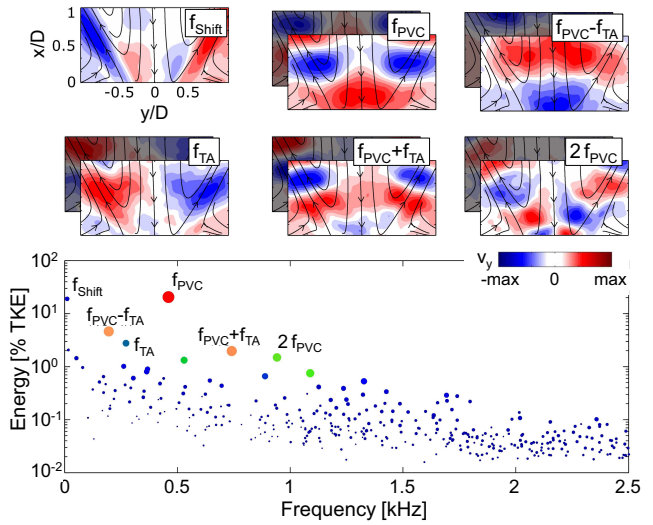 f_Shift
f_PVC
f_PVC-f_TA
x/D
1
0.5
0
-0.5 0 0.5
y/D
f_TA
f_PVC+f_TA
2 f_PVC
v_y
-max 0 max
Energy [% TKE]
10^2
10^1
10^0
10^-1
10^-2
f_Shift
f_PVC
f_PVC-f_TA
f_TA
f_PVC+f_TA
2 f_PVC
0 0.5 1 1.5 2 2.5
Frequency [kHz]